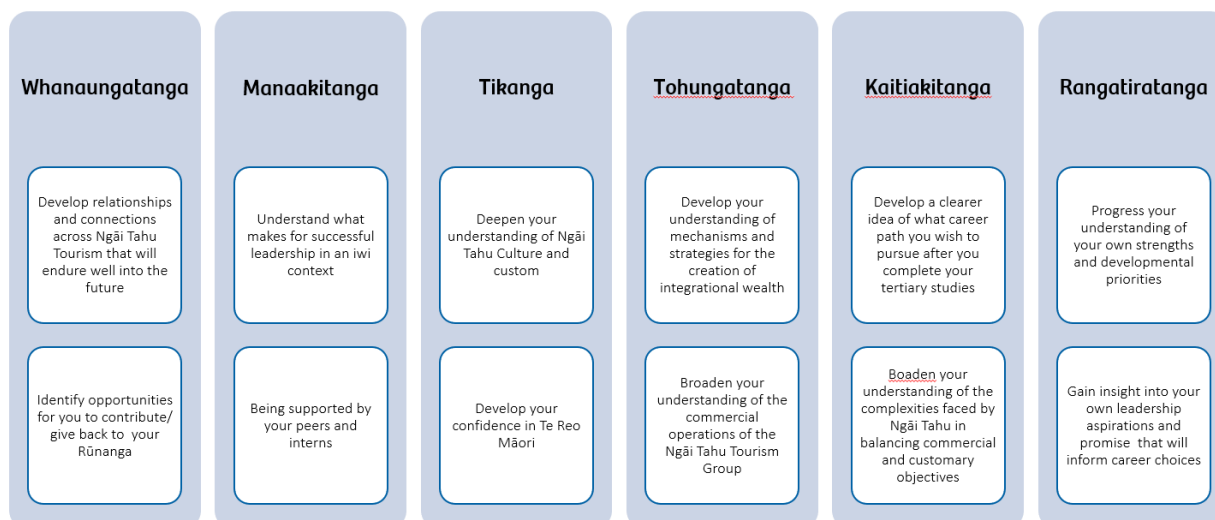 Whanaungatanga
Develop relationships
and connections
across Ngāi Tahu
Tourism that will
endure well into the
future
Identify opportunities
for you to contribute/
give back to  your
Rūnanga
Manaakitanga
Understand what
makes for successful
leadership in an iwi
context
Being supported by
your peers and
interns
Tikanga
Deepen your
understanding of Ngāi
Tahu Culture and
custom
Develop your
confidence in Te Reo
Māori
Tohungatanga
Develop your
understanding of
mechanisms and
strategies for the
creation of
integrational wealth
Broaden your
understanding of the
commercial
operations of the
Ngāi Tahu Tourism
Group
Kaitiakitanga
Develop a clearer
idea of what career
path you wish to
pursue after you
complete your
tertiary studies
Boaden your
understanding of the
complexities faced by
Ngāi Tahu in
balancing commercial
and customary
objectives
Rangatiratanga
Progress your
understanding of
your own strengths
and developmental
priorities
Gain insight into your
own leadership
aspirations and
promise  that will
inform career choices